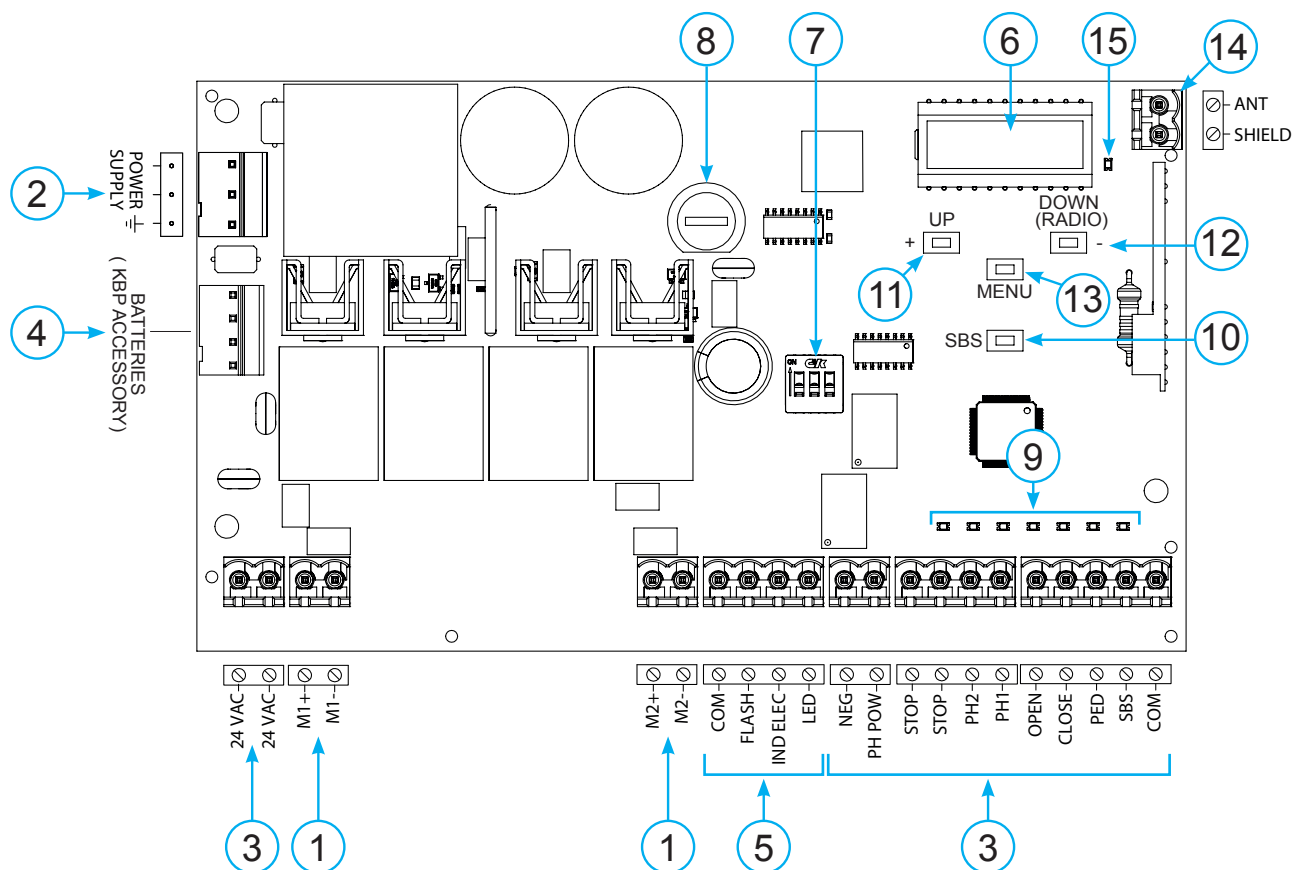 8
7
6
15
14
ANT
SHIELD
2
POWER
SUPPLY
UP
+
DOWN
(RADIO)
-
12
11
MENU
13
4
BATTERIES
( KBP ACCESSORY)
ON
SBS
10
9
24 VAC
24 VAC
M1+
M1-
M2+
M2-
COM
FLASH
IND ELEC
LED
NEG
PH POW
STOP
STOP
PH2
PH1
OPEN
CLOSE
PED
SBS
COM
3
1
1
5
3